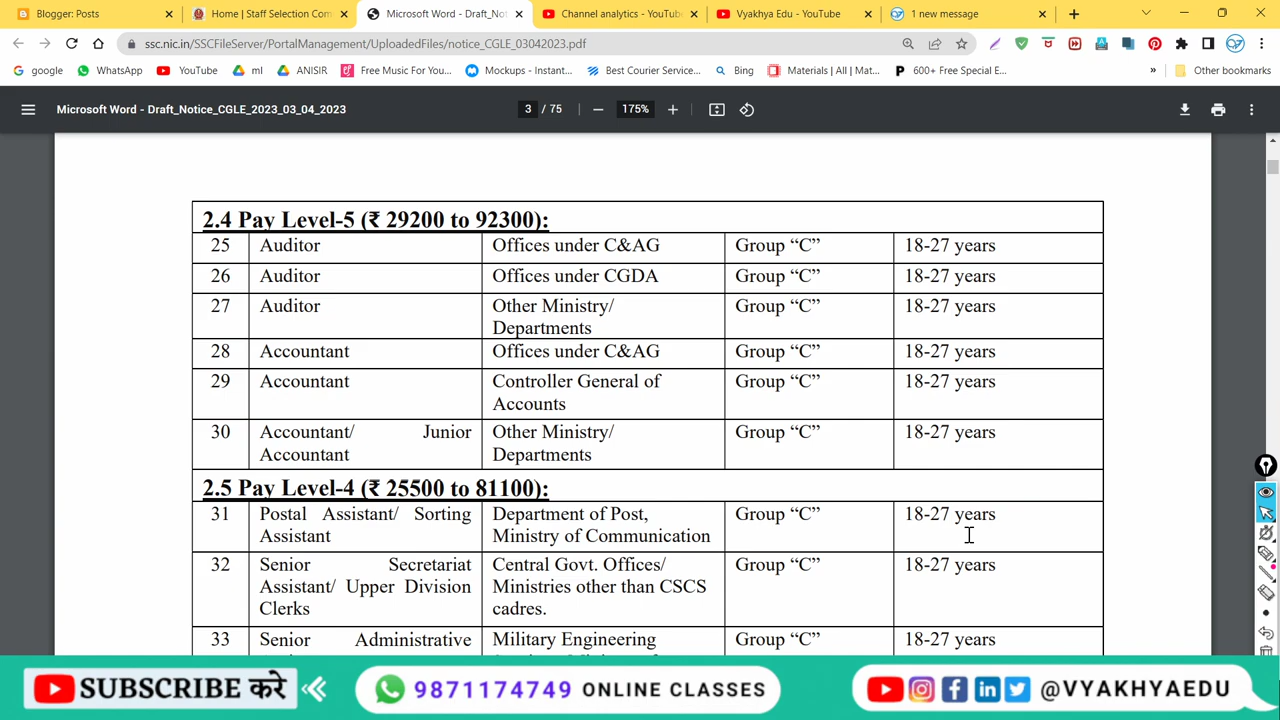 Blogger: Posts
Home | Staff Selection Com
Microsoft Word - Draft_Not
Channel analytics - YouTube
Vyakhya Edu - YouTube
1 new message
ssc.nic.in/SSCFileServer/PortalManagement/UploadedFiles/notice_CGLE_03042023.pdf
google
WhatsApp
YouTube
ml
ANISIR
Free Music For You...
Mockups - Instant...
Best Courier Service...
Bing
Materials | All | Mat...
600+ Free Special E...
»
Other bookmarks
Microsoft Word - Draft_Notice_CGLE_2023_03_04_2023
3 / 75
175%
2.4 Pay Level-5 (₹ 29200 to 92300):
25 Auditor Offices under C&AG Group “C” 18-27 years
26 Auditor Offices under CGDA Group “C” 18-27 years
27 Auditor Other Ministry/ Group “C” 18-27 years
Departments
28 Accountant Offices under C&AG Group “C” 18-27 years
29 Accountant Controller General of Group “C” 18-27 years
Accounts
30 Accountant/ Junior Other Ministry/ Group “C” 18-27 years
Accountant Departments
2.5 Pay Level-4 (₹ 25500 to 81100):
31 Postal Assistant/ Sorting Department of Post, Group “C” 18-27 years
Assistant Ministry of Communication
32 Senior Secretariat Central Govt. Offices/ Group “C” 18-27 years
Assistant/ Upper Division Ministries other than CSCS
Clerks cadres.
33 Senior Administrative Military Engineering Group “C” 18-27 years
SUBSCRIBE करे
9871174749 ONLINE CLASSES
@VYAKHYAEDU